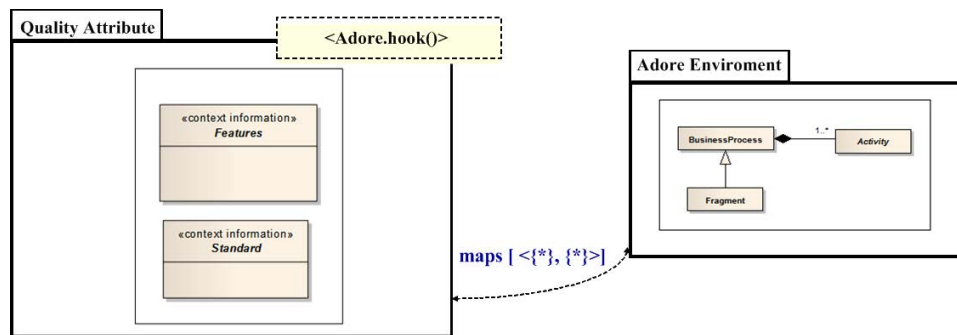 Quality Attribute
<Adore.hook()>
«context information»
Features
«context information»
Standard
maps [ <{*}, {*}>]
Adore Enviroment
BusinessProcess
1..*
Activity
Fragment